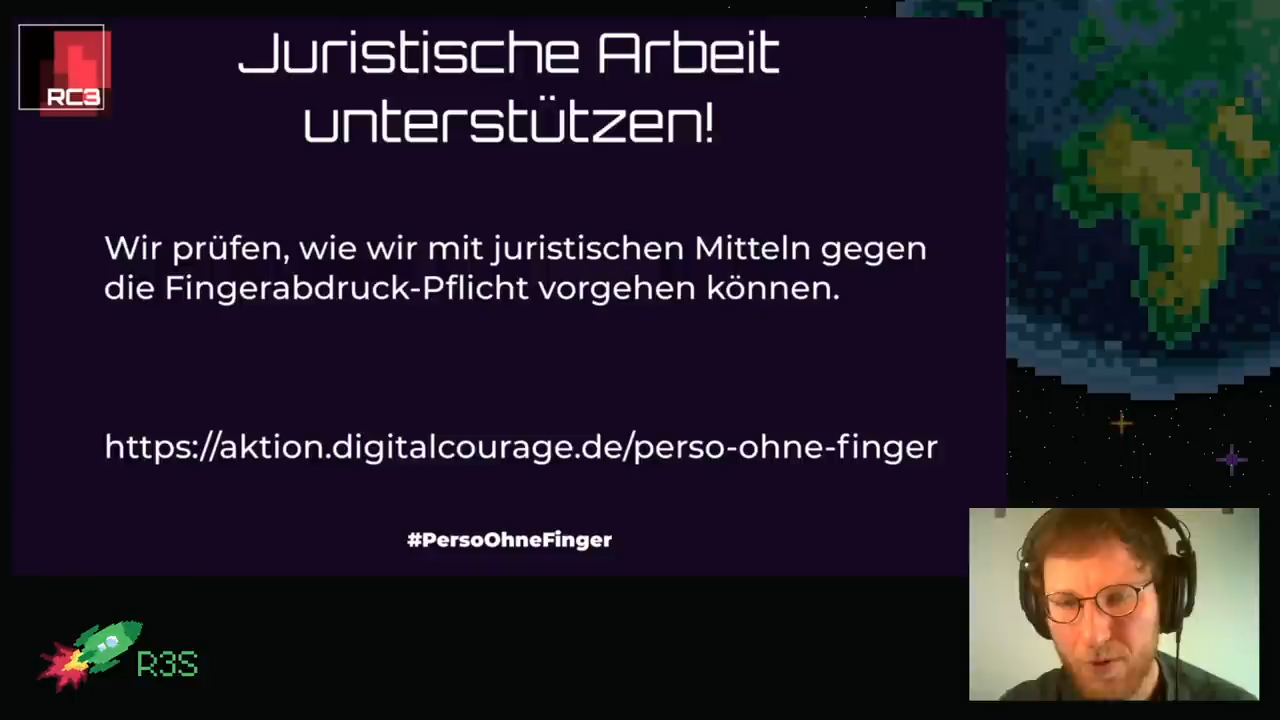 RC3
Juristische Arbeit
unterstützen!
Wir prüfen, wie wir mit juristischen Mitteln gegen
die Fingerabdruck-Pflicht vorgehen können.
https://aktion.digitalcourage.de/perso-ohne-finger
#PersoOhneFinger
R3S